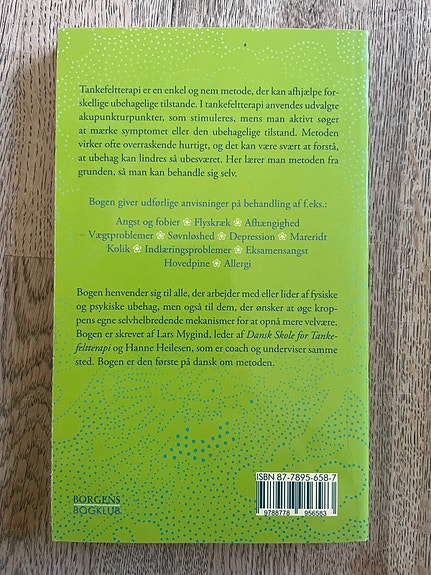 Tankefeltterapi er en enkel og nem metode, der kan afhjælpe for-
skellige ubehagelige tilstande. I tankefeltterapi anvendes udvalgte
akupunkturpunkter, som stimuleres, mens man aktivt søger
at mærke symptomet eller den ubehagelige tilstand. Metoden
virker ofte overraskende hurtigt, og det kan være svært at forstå,
at ubehag kan lindres så ubesværet. Her lærer man metoden fra
grunden, så man kan behandle sig selv.
Bogen giver udførlige anvisninger på behandling af f.eks.:
Angst og fobier Flyskræk Afhængighed
Vægtproblemer Søvnløshed Depression Mareridt
Kolik Indlæringsproblemer Eksamensangst
Hovedpine Allergi
Bogen henvender sig til alle, der arbejder med eller lider af fysiske
og psykiske ubehag, men også til dem, der ønsker at øge krop-
pens egne selvhelbredende mekanismer for at opnå mere velvære.
Bogen er skrevet af Lars Mygind, leder af Dansk Skole for Tanke-
feltterapi og Hanne Heilesen, som er coach og underviser samme
sted. Bogen er den første på dansk om metoden.
ISBN 87-7895-658-7
9788778 956583
BORGENS
BOGKLUB